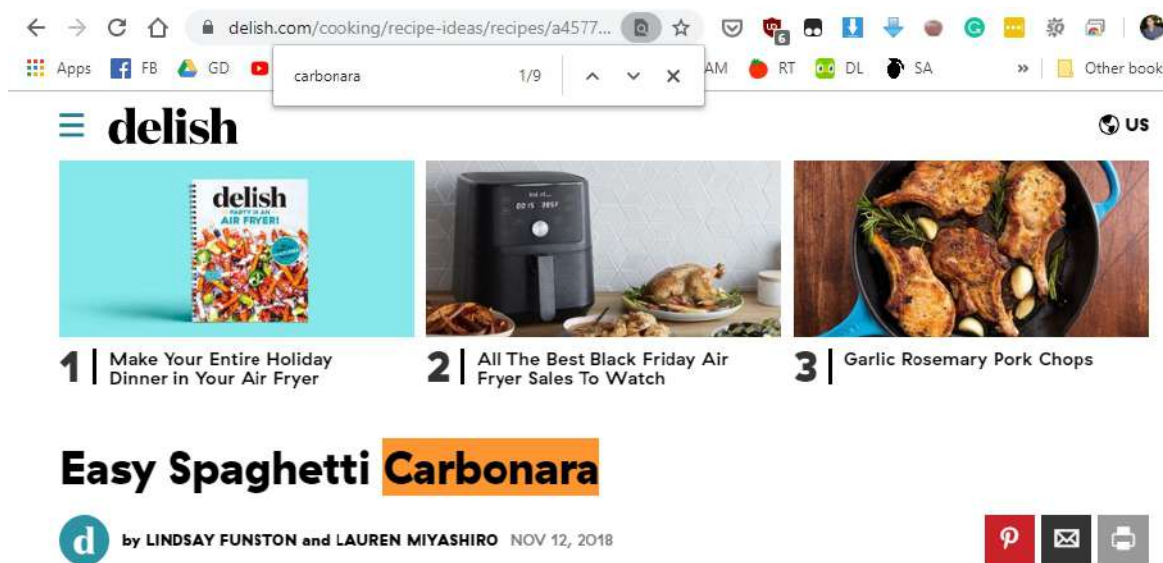 delish.com/cooking/recipe-ideas/recipes/a4577...
6
Apps FB GD AM RT DL SA » Other book
carbonara 1/9
delish
US
delish
PARTY IS AN
AIR FRYER!
1 Make Your Entire Holiday
Dinner in Your Air Fryer
2 All The Best Black Friday Air
Fryer Sales To Watch
3 Garlic Rosemary Pork Chops
Easy Spaghetti Carbonara
d by LINDSAY FUNSTON and LAUREN MIYASHIRO NOV 12, 2018